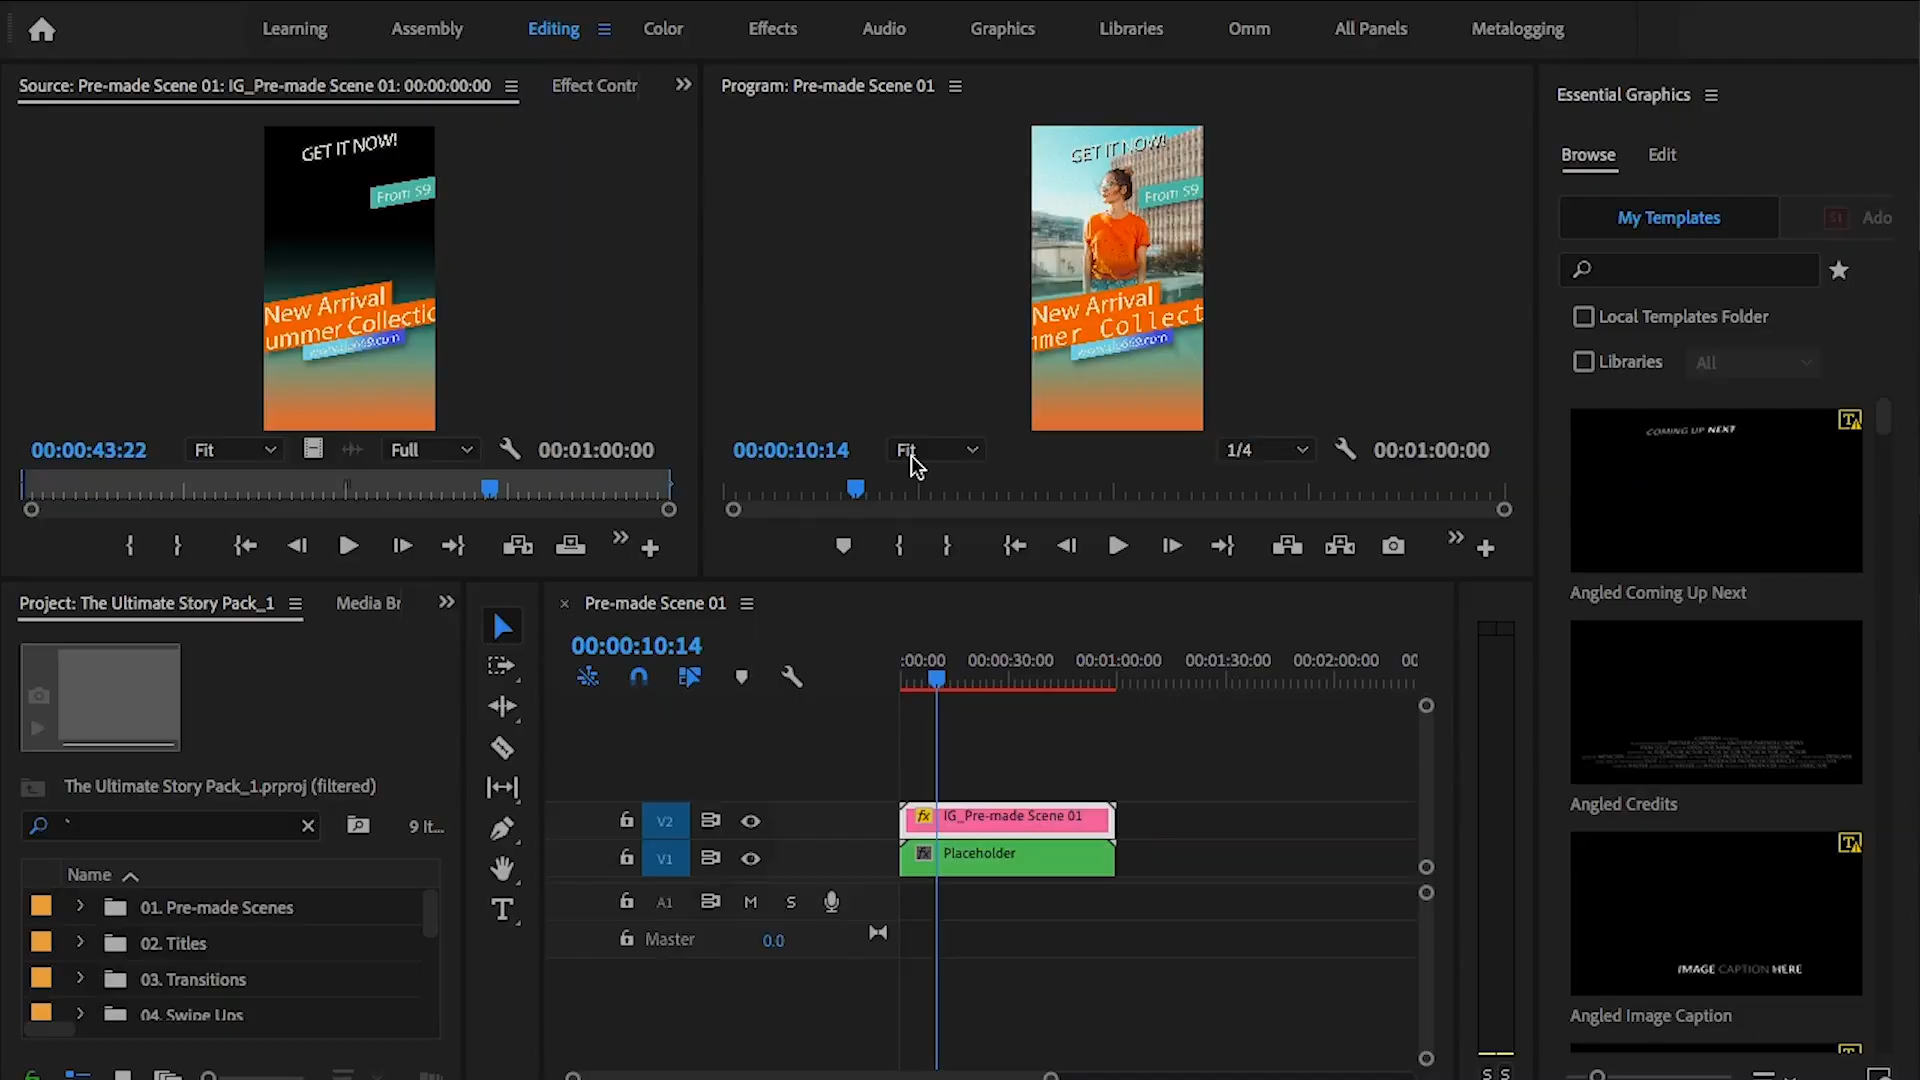 Learning Assembly Editing Color Effects Audio Graphics Libraries Omm All Panels Metalogging
Source: Pre-made Scene 01: IG_Pre-made Scene 01: 00:00:00:00 Effect Contr
GET IT NOW!
From $9
New Arrival
ummer Collectio
00:00:43:22 Fit Full 00:01:00:00
Program: Pre-made Scene 01
GET IT NOW!
From $9
New Arrival
mer Collect
00:00:10:14 Fit 1/4 00:01:00:00
Essential Graphics
Browse Edit
My Templates St Ado
Local Templates Folder
Libraries All
COMING UP NEXT
Angled Coming Up Next
Angled Credits
IMAGE CAPTION HERE
Angled Image Caption
Project: The Ultimate Story Pack_1 Media Br
The Ultimate Story Pack_1.prproj (filtered)
` 9 It...
Name
01. Pre-made Scenes
02. Titles
03. Transitions
04. Swipe Ups
Pre-made Scene 01
00:00:10:14
:00:00 00:00:30:00 00:01:00:00 00:01:30:00 00:02:00:00 00
V2 fx IG_Pre-made Scene 01
V1 fx Placeholder
A1 M S
Master 0.0
S S